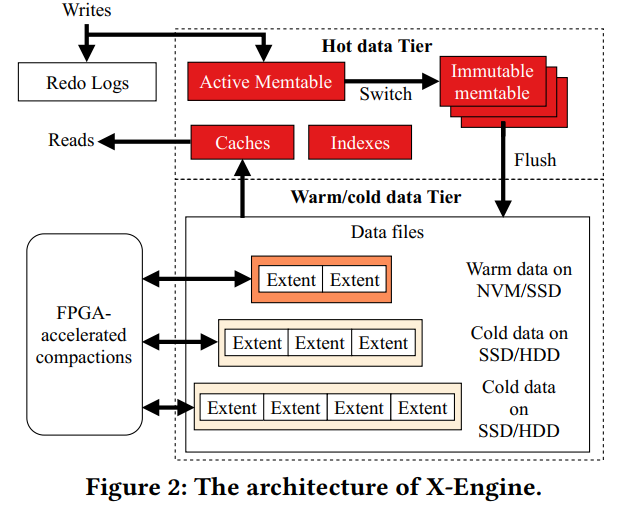 Writes
Hot data Tier
Redo Logs
Active Memtable
Switch
Immutable
memtable
Reads
Caches
Indexes
Flush
Warm/cold data Tier
Data files
FPGA-
accelerated
compactions
Extent Extent
Warm data on
NVM/SSD
Extent Extent Extent
Cold data on
SSD/HDD
Extent Extent Extent Extent
Cold data
on
SSD/HDD
Figure 2: The architecture of X-Engine.